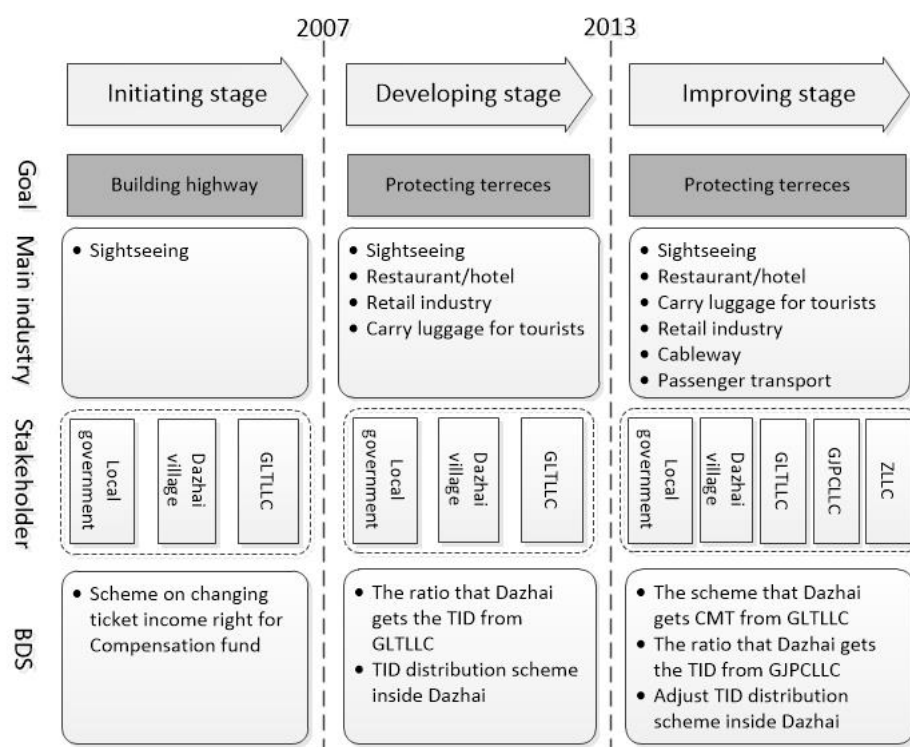 2007
2013
Initiating stage
Developing stage
Improving stage
Goal
Building highway
Protecting terreces
Protecting terreces
Main industry
• Sightseeing
• Sightseeing
• Restaurant/hotel
• Retail industry
• Carry luggage for tourists
• Sightseeing
• Restaurant/hotel
• Carry luggage for tourists
• Retail industry
• Cableway
• Passenger transport
Stakeholder
Local
government
Dazhai
village
GLTLLC
Local
government
Dazhai
village
GLTLLC
Local
government
Dazhai
village
GLTLLC
GJPCLLC
ZLLC
BDS
• Scheme on changing
ticket income right for
Compensation fund
• The ratio that Dazhai
gets the TID from
GLTLLC
• TID distribution scheme
inside Dazhai
• The scheme that Dazhai
gets CMT from GLTLLC
• The ratio that Dazhai gets
the TID from GJPCLLC
• Adjust TID distribution
scheme inside Dazhai